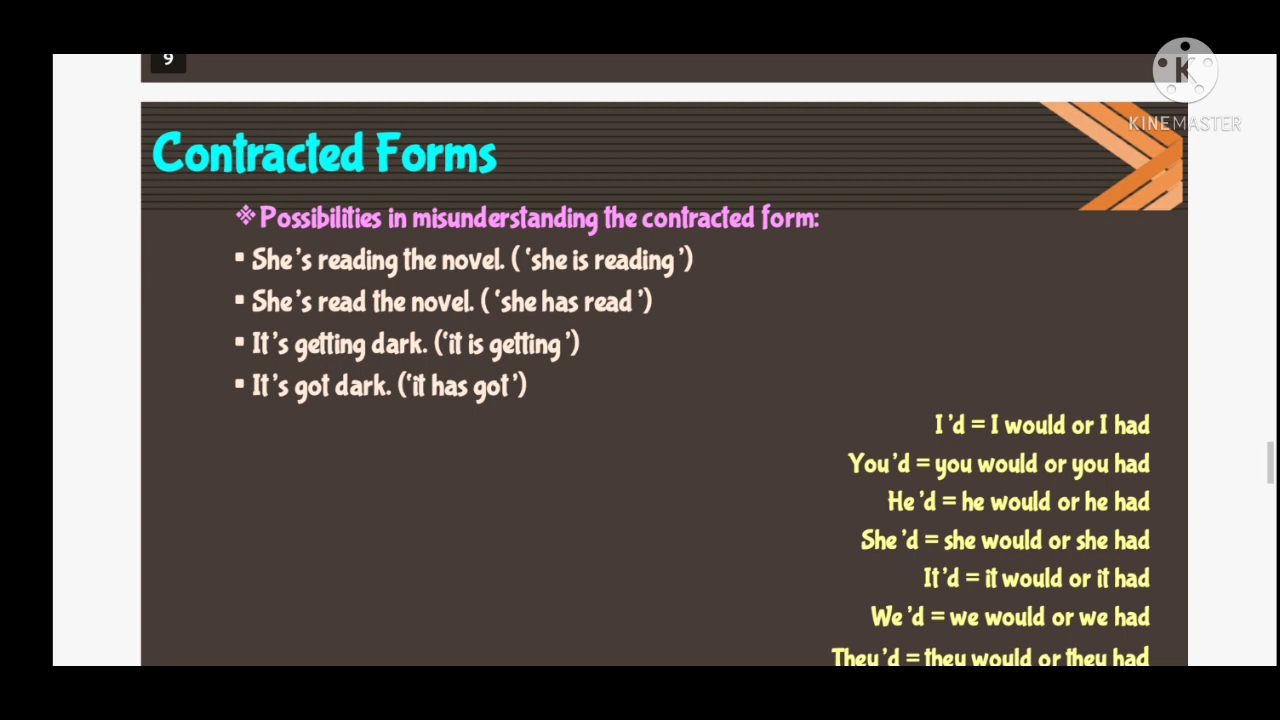 9
KINEMASTER
Contracted Forms
❖Possibilities in misunderstanding the contracted form:
▪ She's reading the novel. ( 'she is reading')
▪ She's read the novel. ( 'she has read ')
▪ It's getting dark. ('it is getting')
▪ It's got dark. ('it has got')
I'd = I would or I had
You'd = you would or you had
He'd = he would or he had
She'd = she would or she had
It'd = it would or it had
We'd = we would or we had
They'd = they would or they had